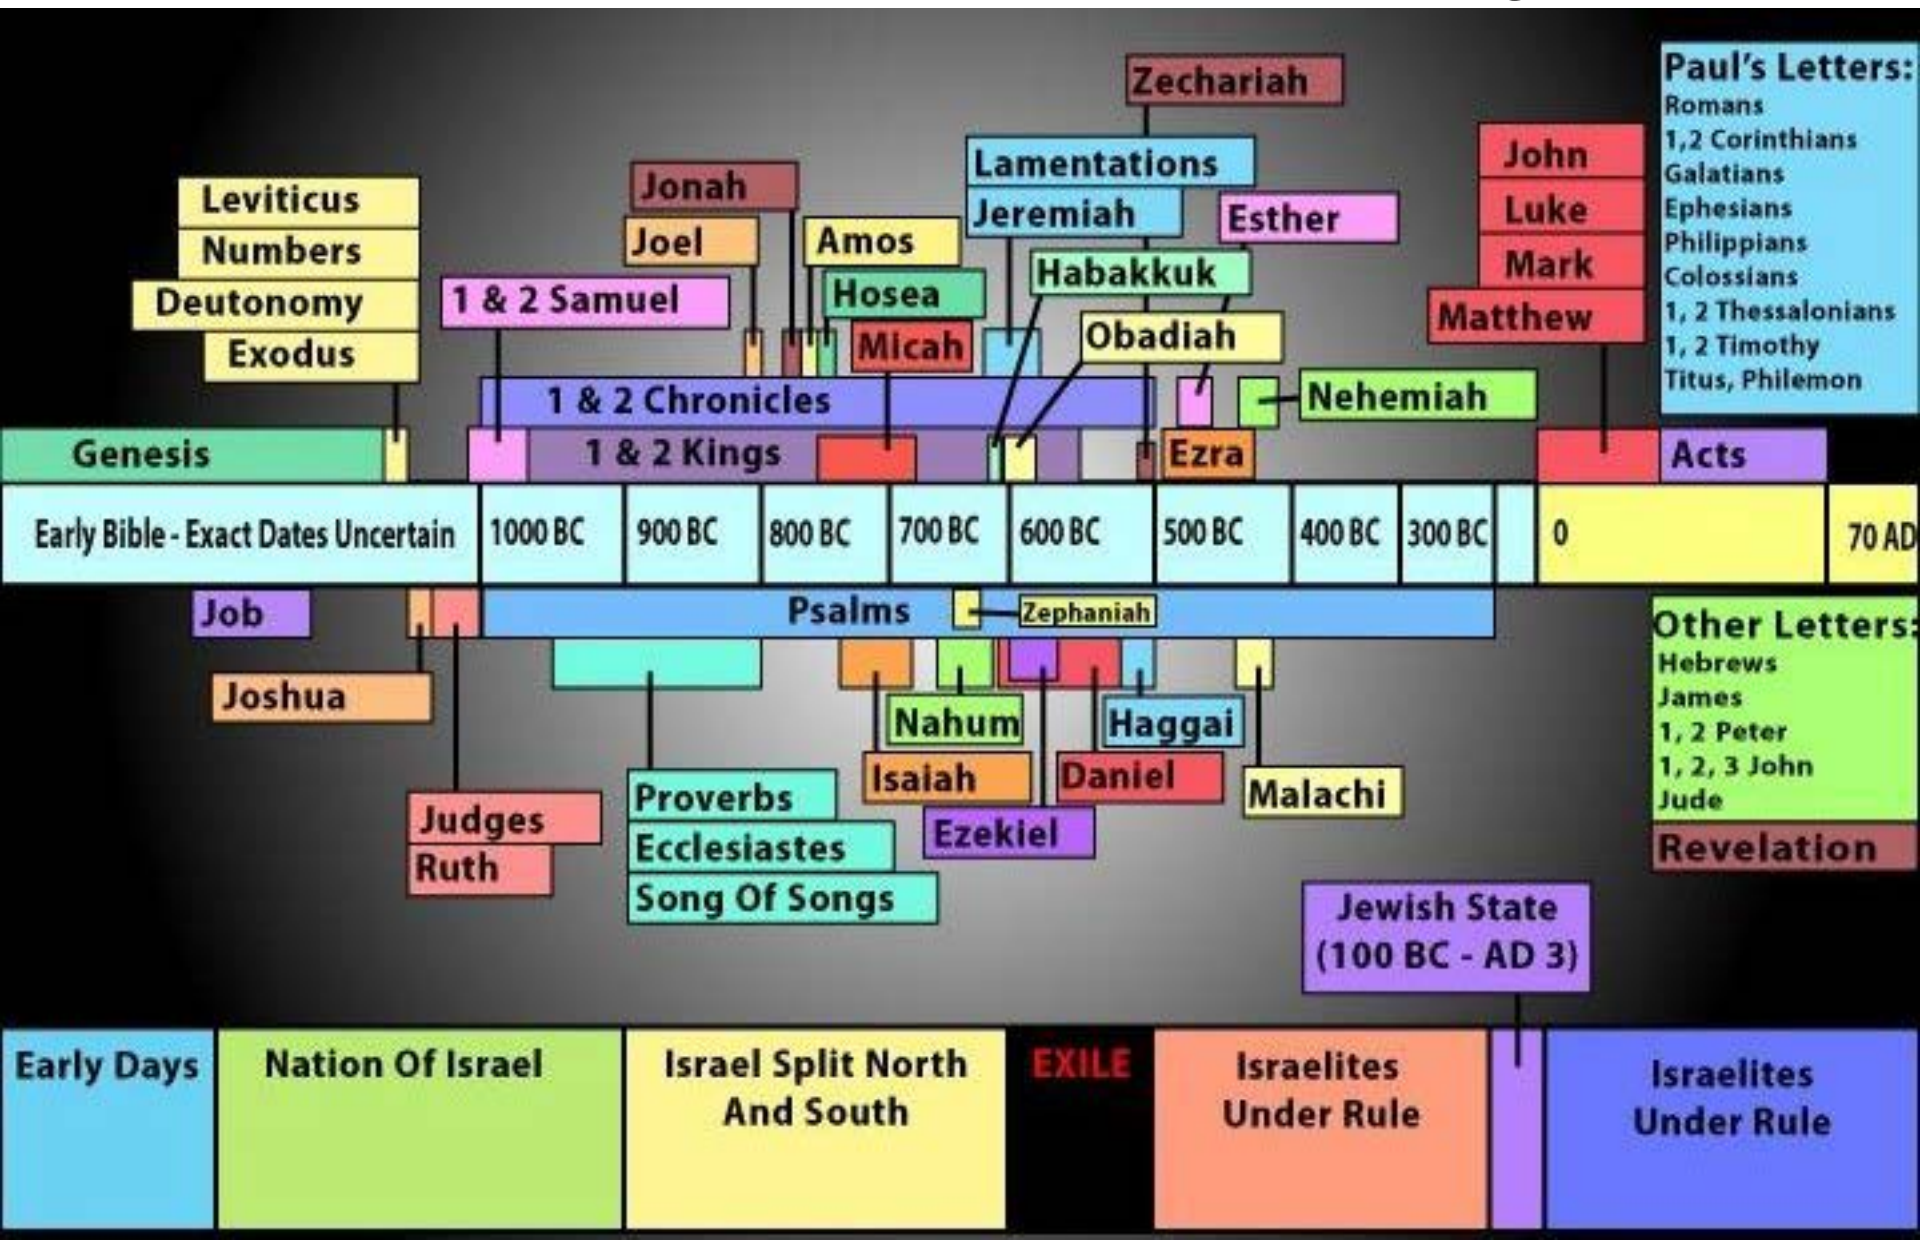 Zechariah
Paul's Letters:
Romans
1,2 Corinthians
Galatians
Ephesians
Philippians
Colossians
1, 2 Thessalonians
1, 2 Timothy
Titus, Philemon
John
Luke
Mark
Matthew
Lamentations
Jeremiah
Esther
Jonah
Joel
Amos
Habakkuk
Hosea
Obadiah
Micah
Leviticus
Numbers
Deutonomy
Exodus
1 & 2 Samuel
1 & 2 Chronicles
Nehemiah
Genesis
1 & 2 Kings
Ezra
Acts
Early Bible - Exact Dates Uncertain
1000 BC
900 BC
800 BC
700 BC
600 BC
500 BC
400 BC
300 BC
0
70 AD
Job
Psalms
Zephaniah
Other Letters:
Hebrews
James
1, 2 Peter
1, 2, 3 John
Jude
Revelation
Joshua
Nahum
Haggai
Isaiah
Daniel
Malachi
Judges
Ruth
Proverbs
Ecclesiastes
Song Of Songs
Ezekiel
Jewish State
(100 BC - AD 3)
Early Days
Nation Of Israel
Israel Split North
And South
EXILE
Israelites
Under Rule
Israelites
Under Rule